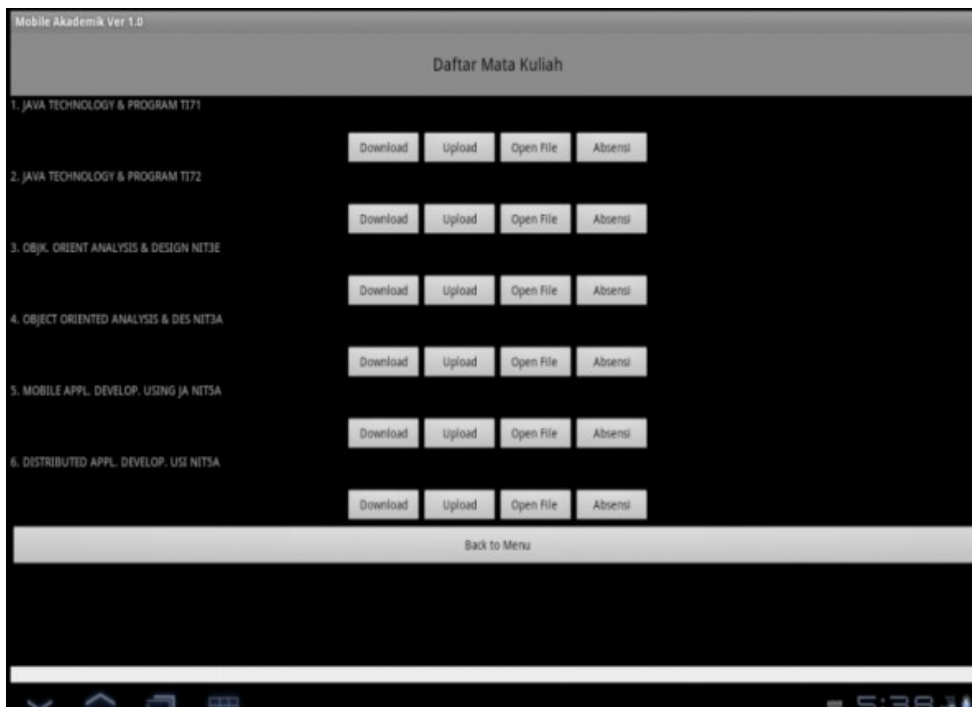 Mobile Akademik Ver 1.0
Daftar Mata Kuliah
1. JAVA TECHNOLOGY & PROGRAM TI71
Download Upload Open File Absensi
2. JAVA TECHNOLOGY & PROGRAM TI72
Download Upload Open File Absensi
3. OBJK. ORIENT ANALYSIS & DESIGN NIT3E
Download Upload Open File Absensi
4. OBJECT ORIENTED ANALYSIS & DES NIT3A
Download Upload Open File Absensi
5. MOBILE APPL. DEVELOP. USING JA NIT5A
Download Upload Open File Absensi
6. DISTRIBUTED APPL. DEVELOP. USI NIT5A
Download Upload Open File Absensi
Back to Menu
5:38